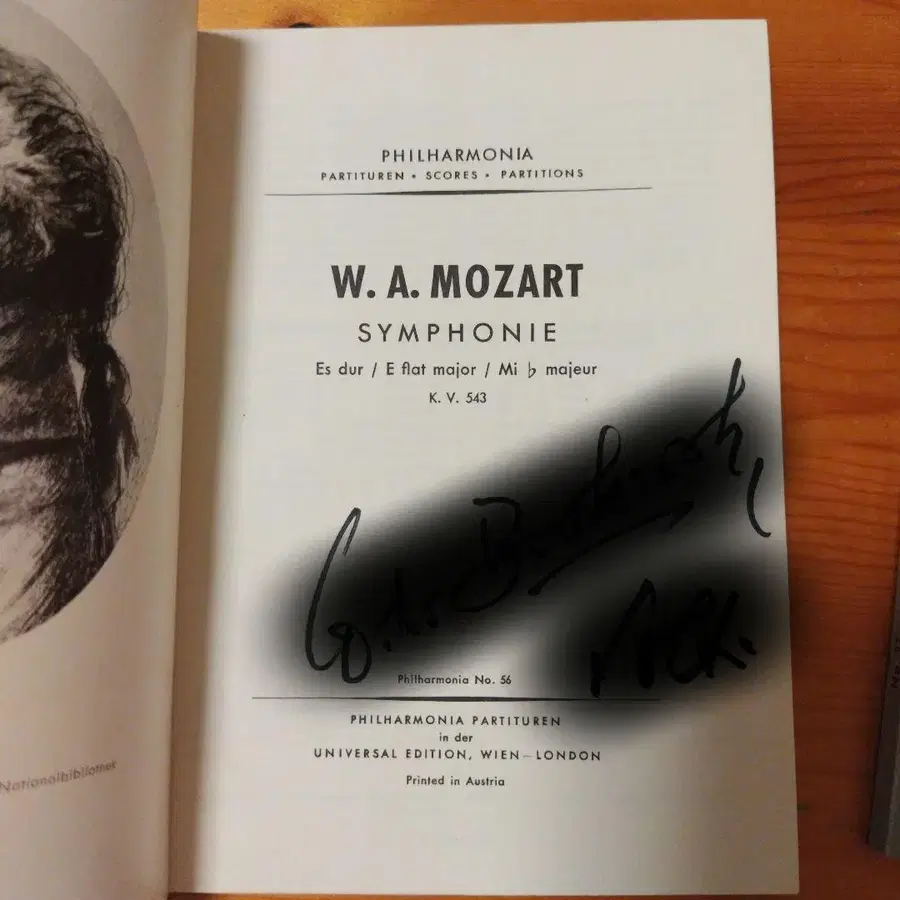 PHILHARMONIA
PARTITUREN • SCORES • PARTITIONS
W. A. MOZART
SYMPHONIE
Es dur / E flat major / Mi ♭ majeur
K. V. 543
Philharmonia No. 56
PHILHARMONIA PARTITUREN
in der
UNIVERSAL EDITION, WIEN–LONDON
Printed in Austria
Nationalbibliothek